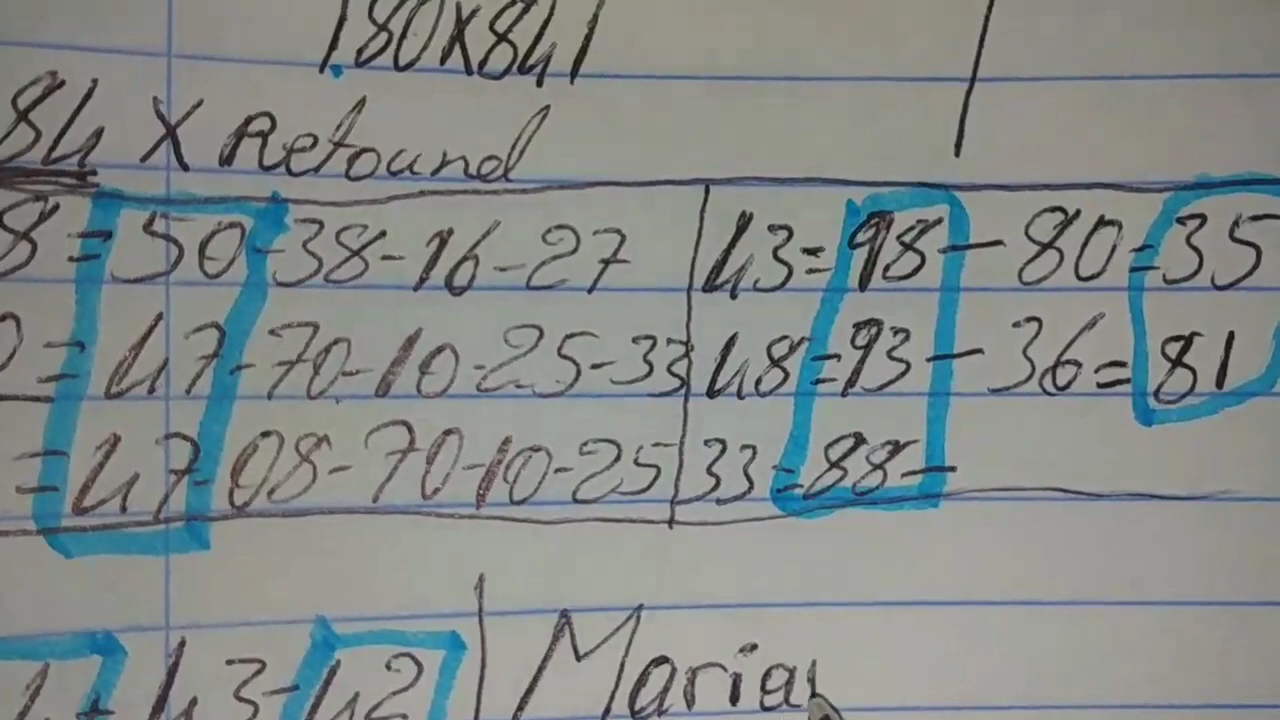 .80X841
84 X Retound
8=50-38-16-27 43=98-80=35
=47-70-10-25-33 48=93-36=81
=47-08-70-10-25 33=88-
43-42 Maria